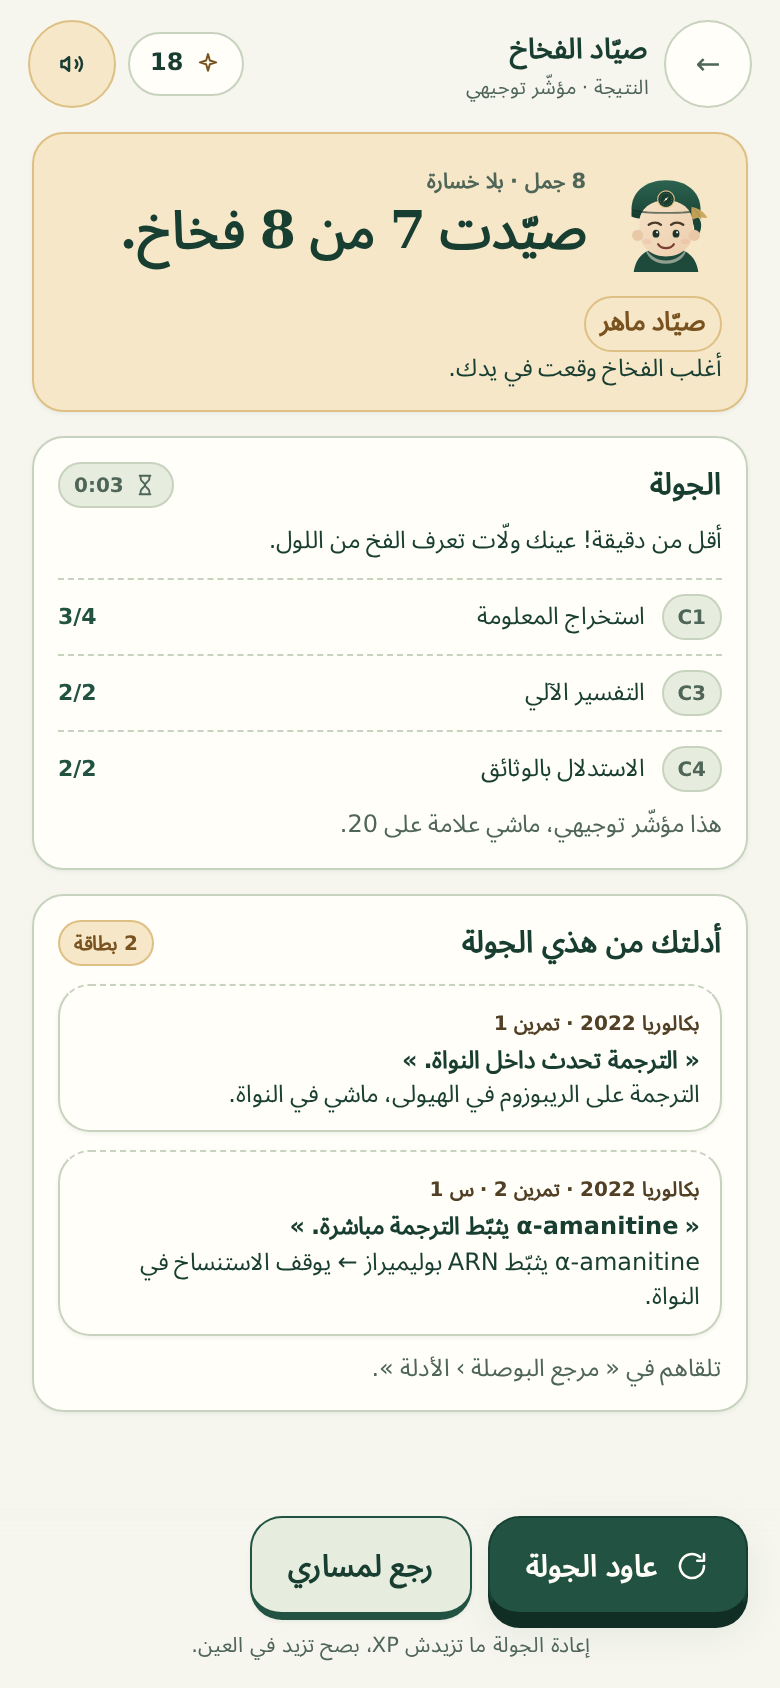 ←
صيّاد الفخاخ
النتيجة · مؤشّر توجيهي
18
8 جمل · بلا خسارة
صيّدت 7 من 8 فخاخ.
صيّاد ماهر
أغلب الفخاخ وقعت في يدك.
الجولة
0:03
أقل من دقيقة! عينك ولّات تعرف الفخ من اللول.
C1 استخراج المعلومة 3/4
C3 التفسير الآلي 2/2
C4 الاستدلال بالوثائق 2/2
هذا مؤشّر توجيهي، ماشي علامة على 20.
أدلتك من هذي الجولة
2 بطاقة
بكالوريا 2022 · تمرين 1
« الترجمة تحدث داخل النواة. »
الترجمة على الريبوزوم في الهيولى، ماشي في النواة.
بكالوريا 2022 · تمرين 2 · س 1
« α-amanitine يثبّط الترجمة مباشرة. »
α-amanitine يثبّط ARN بوليميراز ← يوقف الاستنساخ في
النواة.
تلقاهم في « مرجع البوصلة › الأدلة ».
عاود الجولة
رجع لمساري
إعادة الجولة ما تزيدش XP، بصح تزيد في العين.